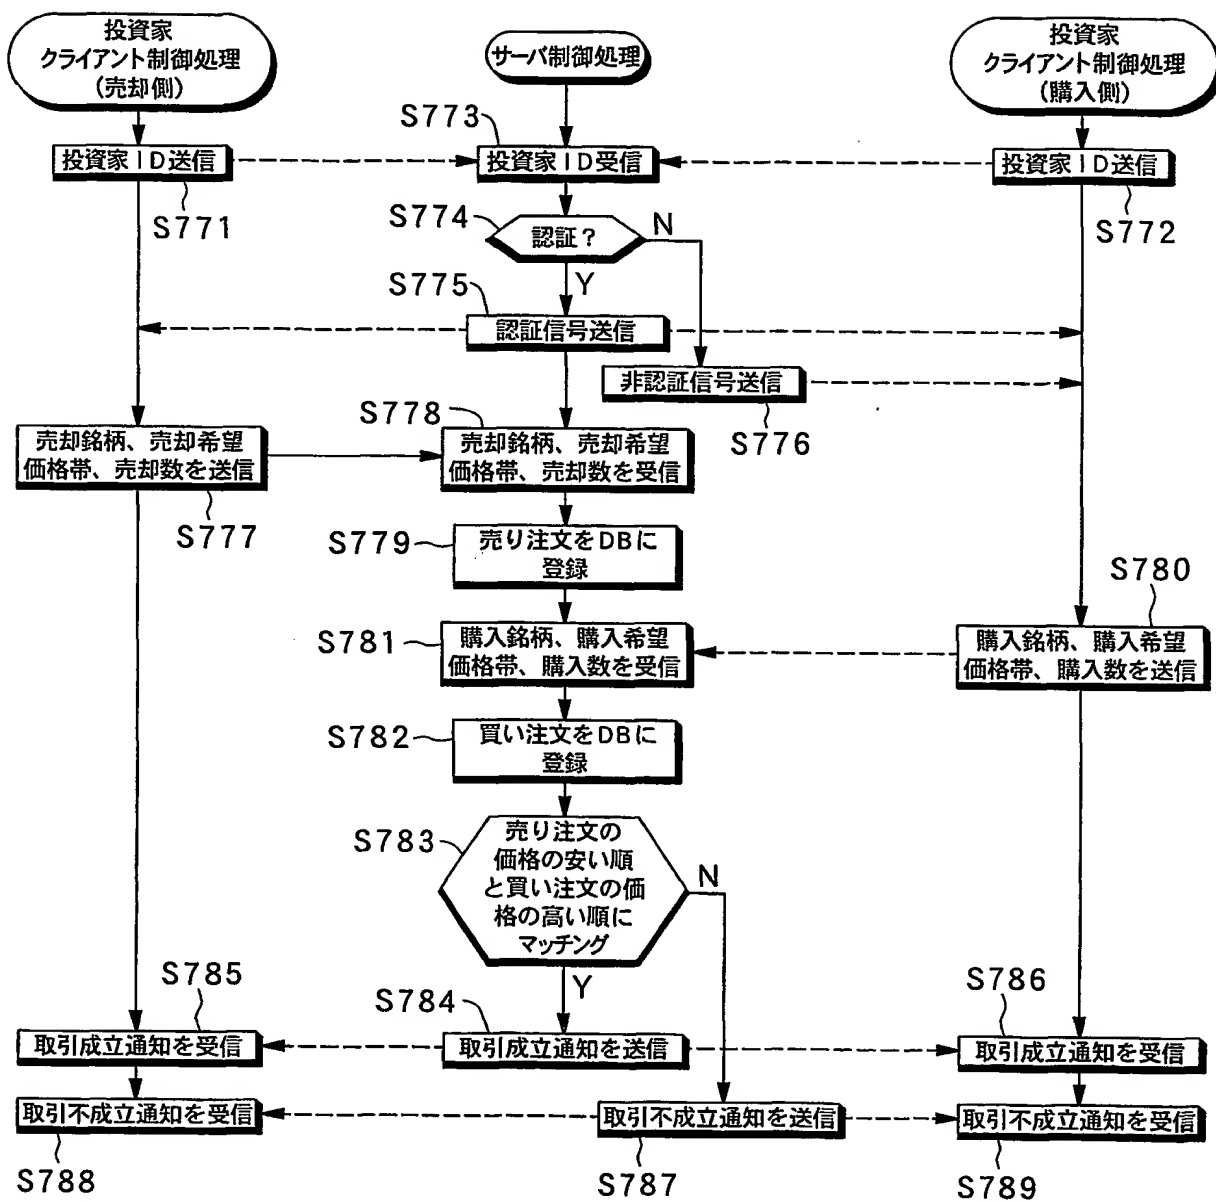 投資家
クライアント制御処理
(売却側)
サーバ制御処理
投資家
クライアント制御処理
(購入側)
S773
投資家ID送信
投資家ID受信
投資家ID送信
S771
S774
認証?
N
S772
Y
S775
認証信号送信
非認証信号送信
S776
S778
売却銘柄、売却希望
価格帯、売却数を送信
売却銘柄、売却希望
価格帯、売却数を受信
S777
S779
売り注文をDBに
登録
S780
S781
購入銘柄、購入希望
価格帯、購入数を受信
購入銘柄、購入希望
価格帯、購入数を送信
S782
買い注文をDBに
登録
S783
売り注文の
価格の安い順
と買い注文の価
格の高い順に
マッチング
N
Y
S785
S784
S786
取引成立通知を受信
取引成立通知を送信
取引成立通知を受信
取引不成立通知を受信
取引不成立通知を送信
取引不成立通知を受信
S788
S787
S789